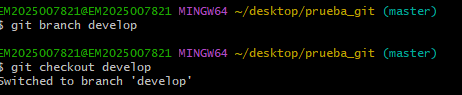 EM2025007821@EM2025007821 MINGW64 ~/desktop/prueba_git (master)
$ git branch develop
EM2025007821@EM2025007821 MINGW64 ~/desktop/prueba_git (master)
$ git checkout develop
Switched to branch 'develop'